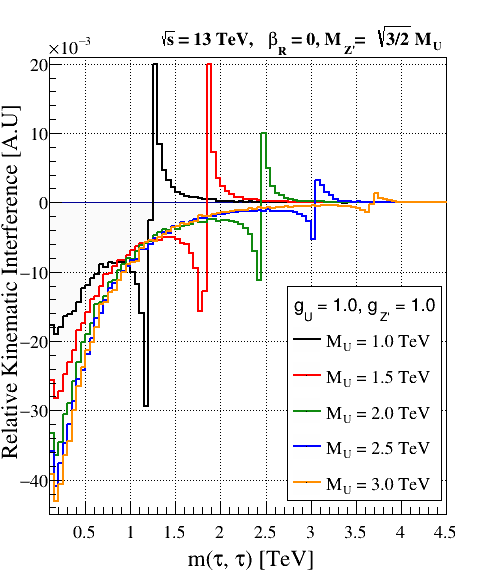 √s = 13 TeV, β_R = 0, M_Z' = √3/2 M_U
×10⁻³
Relative Kinematic Interference [A.U]
20
10
0
−10
−20
−30
−40
g_U = 1.0, g_Z' = 1.0
M_U = 1.0 TeV
M_U = 1.5 TeV
M_U = 2.0 TeV
M_U = 2.5 TeV
M_U = 3.0 TeV
0.5 1 1.5 2 2.5 3 3.5 4 4.5
m(τ, τ) [TeV]